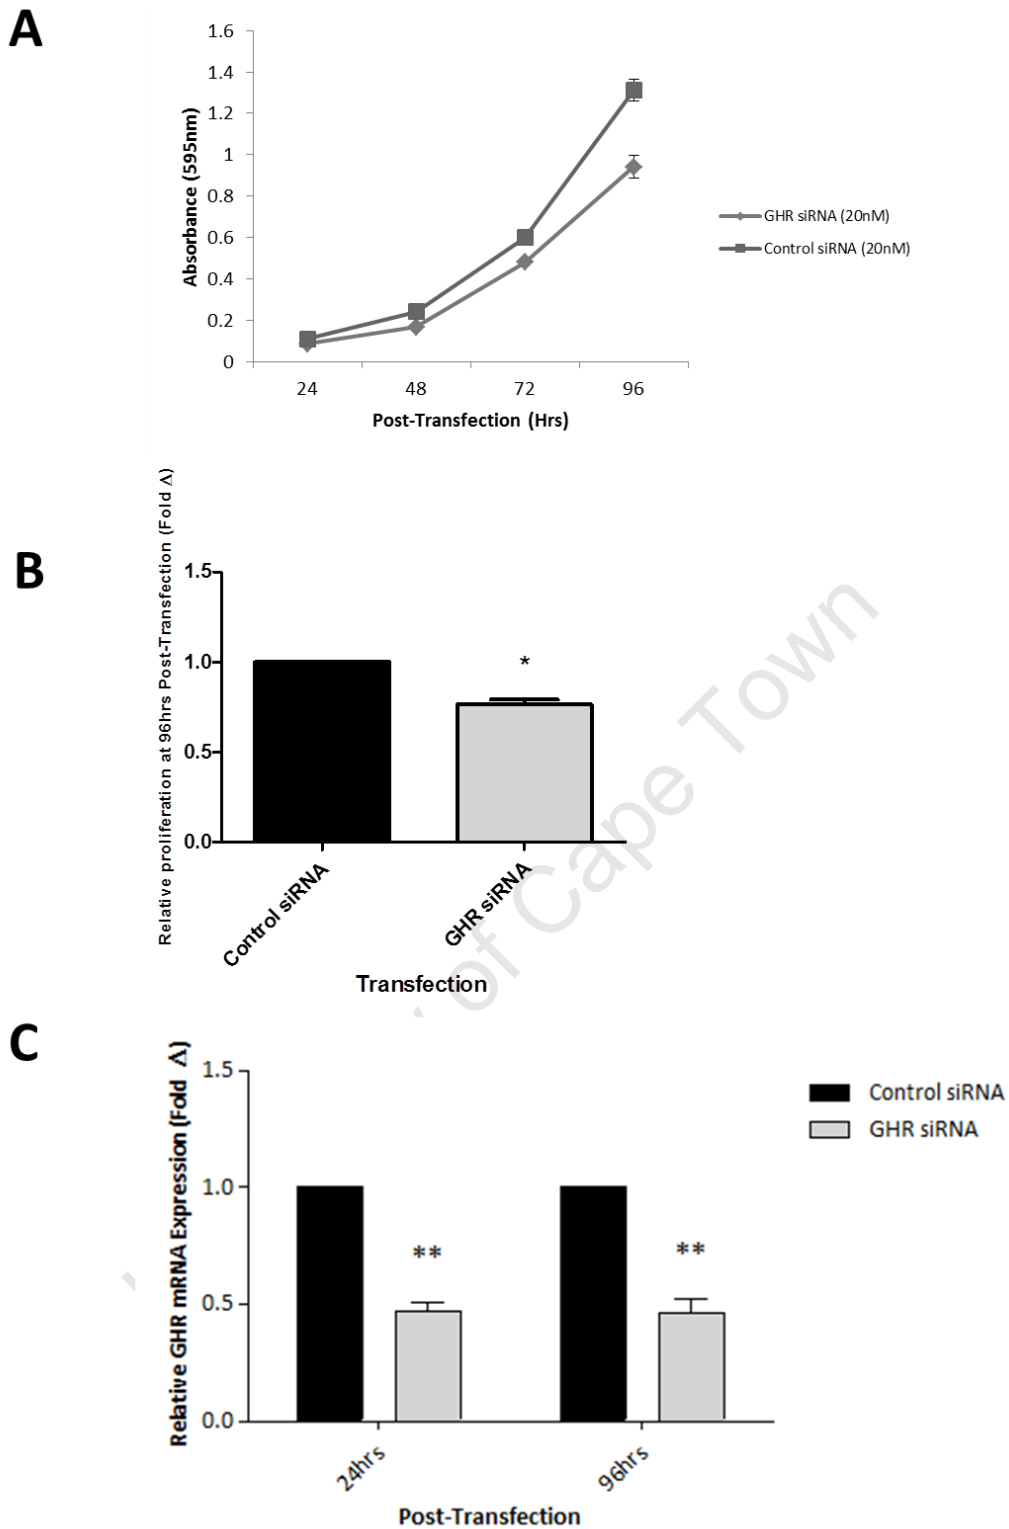 A
1.6
1.4
1.2
1
0.8
0.6
0.4
0.2
0
Absorbance (595nm)
24 48 72 96
Post-Transfection (Hrs)
GHR siRNA (20nM)
Control siRNA (20nM)
B
Relative proliferation at 96hrs Post-Transfection (Fold Δ)
1.5
1.0
0.5
0.0
*
Control siRNA
GHR siRNA
Transfection
of Cape Town
C
Relative GHR mRNA Expression (Fold Δ)
1.5
1.0
0.5
0.0
**
**
24hrs
96hrs
Post-Transfection
Control siRNA
GHR siRNA